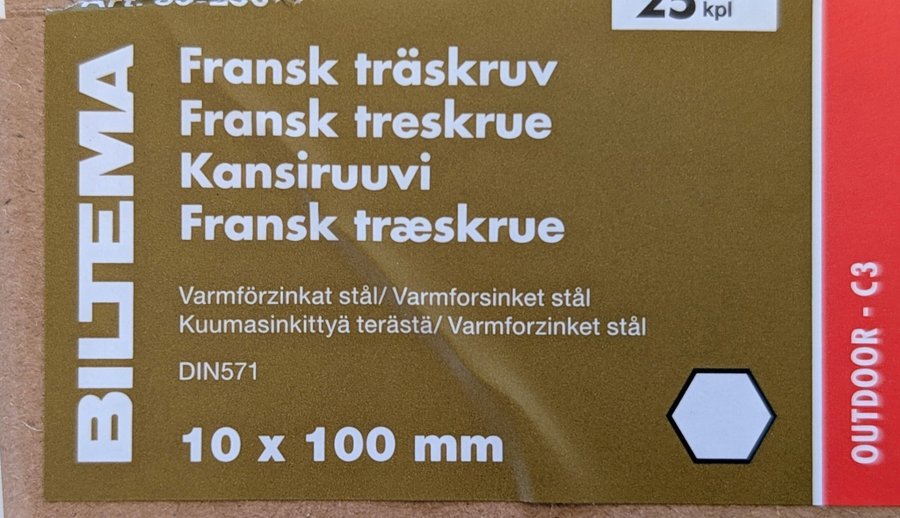 25 kpl
BILTEMA
Fransk träskruv
Fransk treskrue
Kansiruuvi
Fransk træskrue
Varmförzinkat stål/ Varmforsinket stål
Kuumasinkittyä terästä/ Varmforzinket stål
DIN571
10 x 100 mm
OUTDOOR - C3